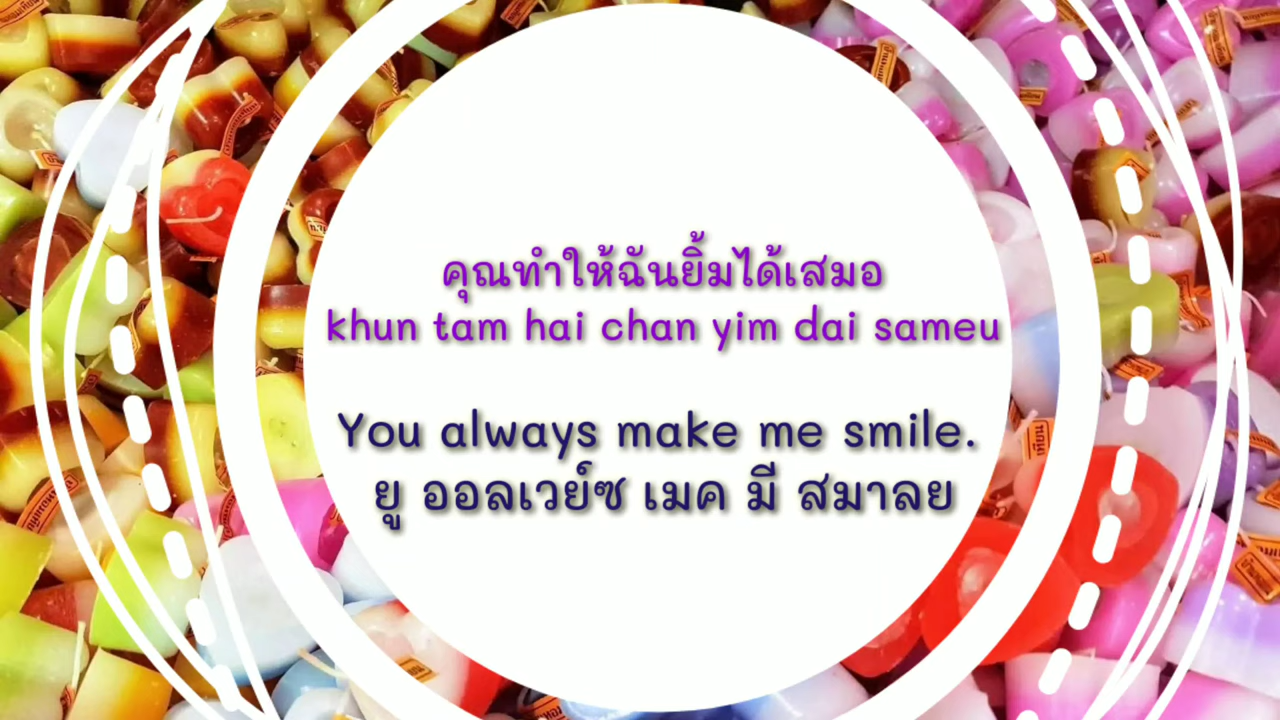 คุณทำให้ฉันยิ้มได้เสมอ
khun tam hai chan yim dai sameu
You always make me smile.
ยู ออลเวย์ซ เมค มี สมาลย